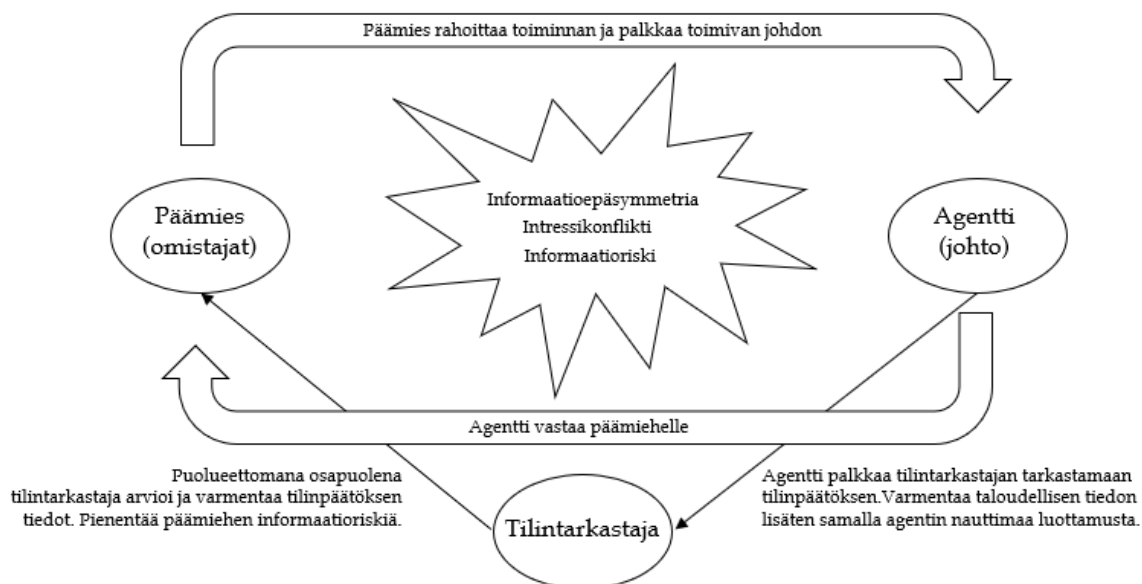 Päämies rahoittaa toiminnan ja palkkaa toimivan johdon
Informaatioepäsymmetria
Intressikonflikti
Informaatioriski
Päämies
(omistajat)
Agentti
(johto)
Agentti vastaa päämiehelle
Puolueettomana osapuolena
tilintarkastaja arvioi ja varmentaa tilinpäätöksen
tiedot. Pienentää päämiehen informaatioriskiä.
Tilintarkastaja
Agentti palkkaa tilintarkastajan tarkastamaan
tilinpäätöksen.Varmentaa taloudellisen tiedon
lisäten samalla agentin nauttimaa luottamusta.